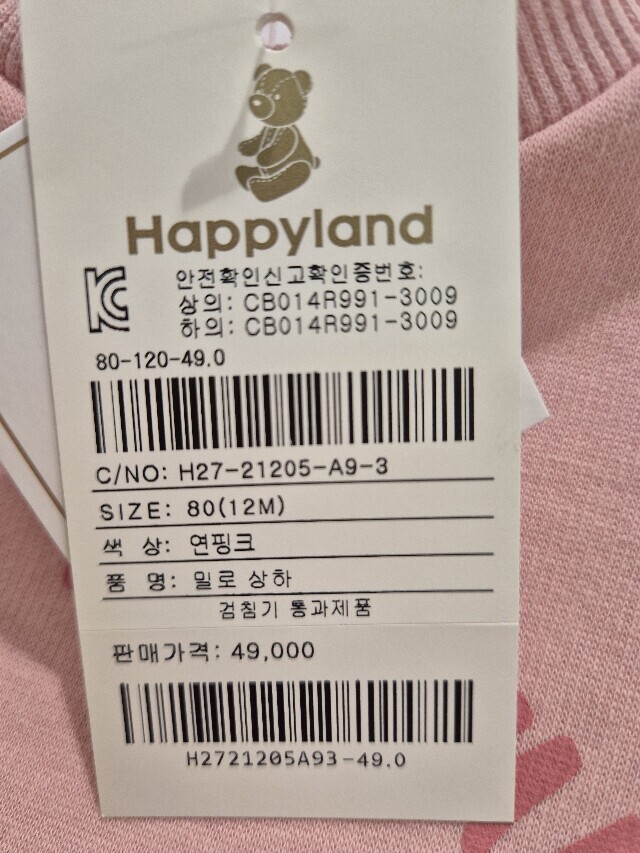 Happyland
안전확인신고확인증번호:
상의: CB014R991-3009
하의: CB014R991-3009
80-120-49.0
C/NO: H27-21205-A9-3
SIZE: 80(12M)
색 상: 연핑크
품 명: 밀로 상하
검침기 통과제품
판매가격: 49,000
H2721205A93-49.0